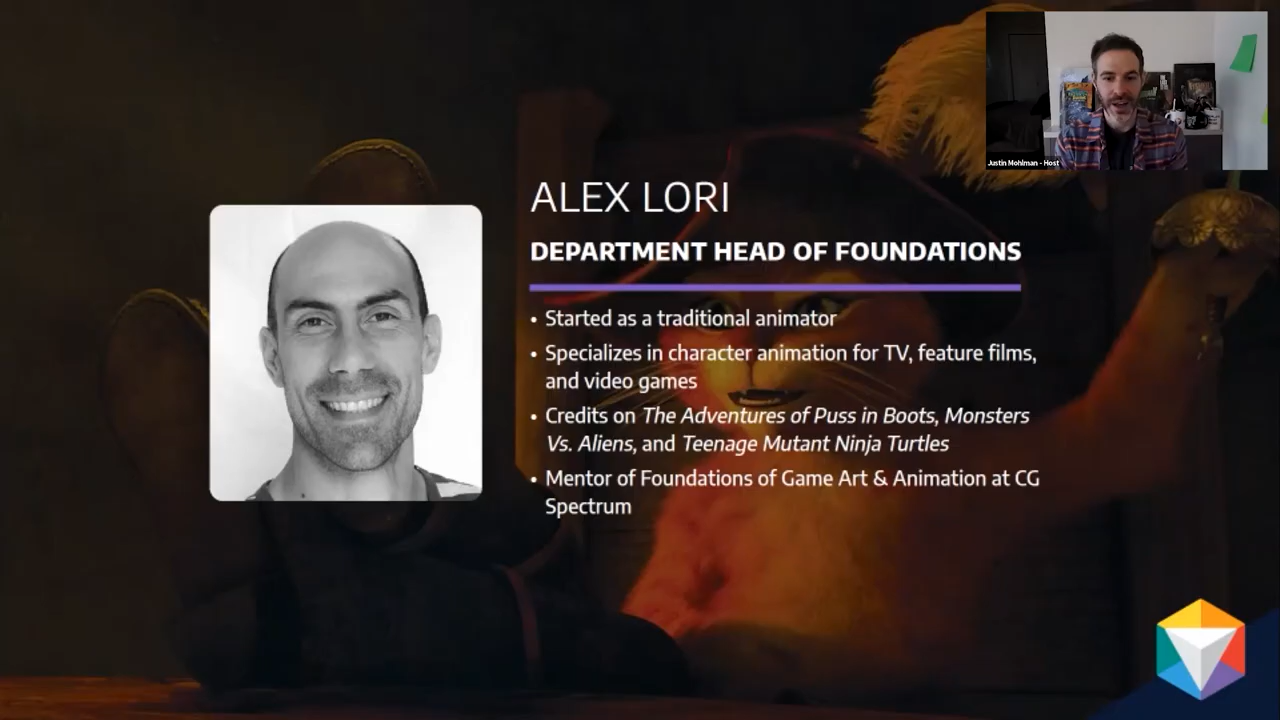 Justin Mohlman - Host
ALEX LORI
DEPARTMENT HEAD OF FOUNDATIONS
• Started as a traditional animator
• Specializes in character animation for TV, feature films,
and video games
• Credits on The Adventures of Puss in Boots, Monsters
Vs. Aliens, and Teenage Mutant Ninja Turtles
• Mentor of Foundations of Game Art & Animation at CG
Spectrum